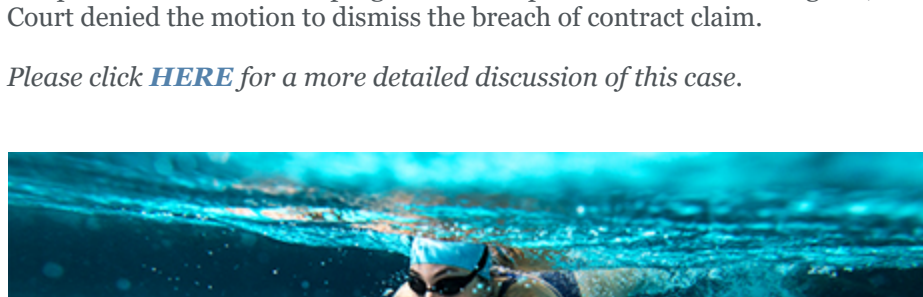 Court denied the motion to dismiss the breach of contract claim.
Please click HERE for a more detailed discussion of this case.